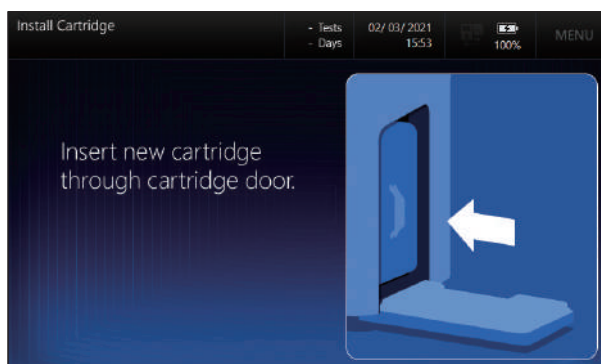 Install Cartridge
- Tests
- Days
02/ 03/ 2021
15:53
100%
MENU
Insert new cartridge
through cartridge door.